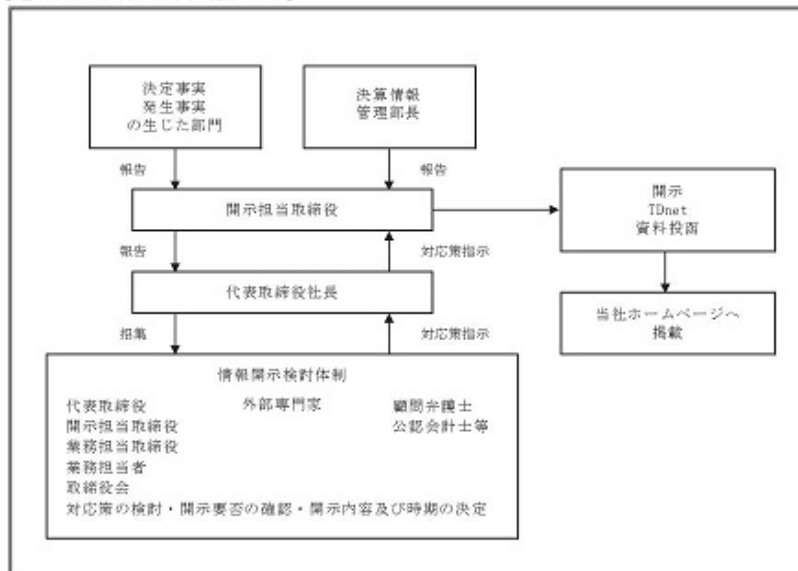 決定事実
発生事実
の生じた部門
決算情報
管理部長
報告
報告
開示担当取締役
開示
TDnet
資料投函
報告
対応策指示
代表取締役社長
当社ホームページへ
掲載
招集
対応策指示
情報開示検討体制
代表取締役
外部専門家
顧問弁護士
開示担当取締役
公認会計士等
業務担当取締役
業務担当者
取締役会
対応策の検討・開示要否の確認・開示内容及び時期の決定